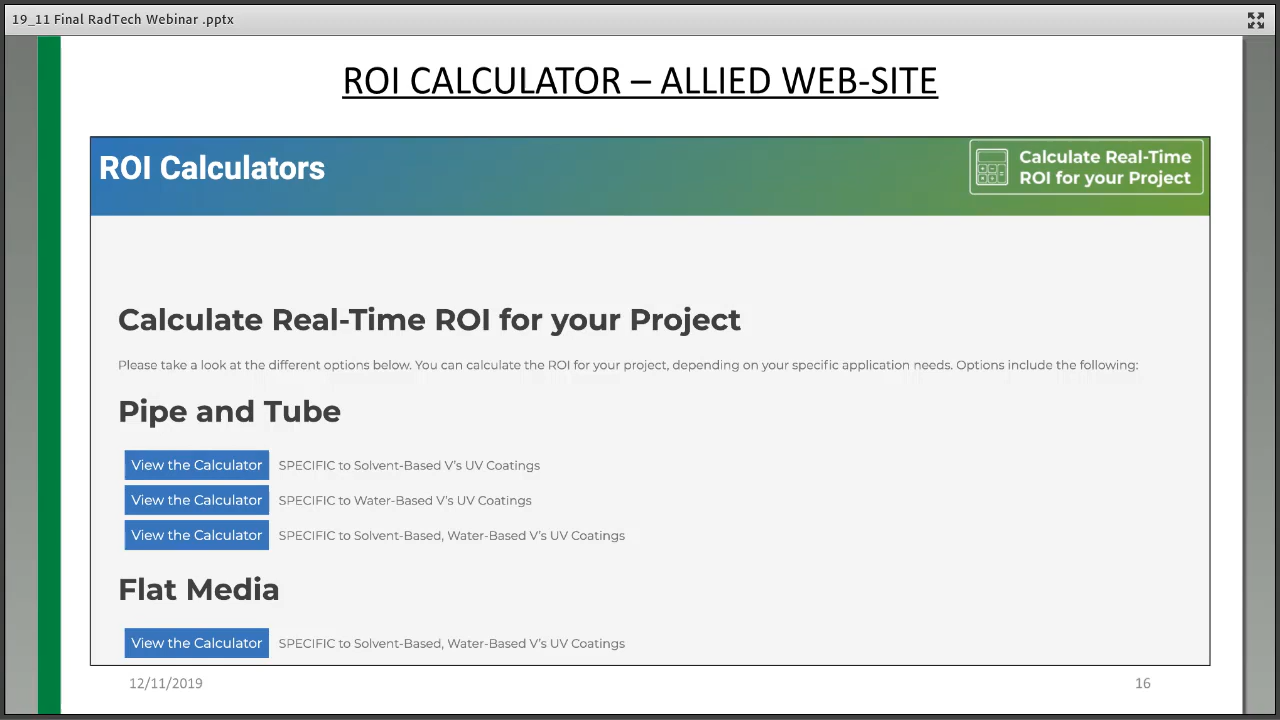 19_11 Final RadTech Webinar .pptx
ROI CALCULATOR – ALLIED WEB-SITE
ROI Calculators
Calculate Real-Time
ROI for your Project
Calculate Real-Time ROI for your Project
Please take a look at the different options below. You can calculate the ROI for your project, depending on your specific application needs. Options include the following:
Pipe and Tube
View the Calculator SPECIFIC to Solvent-Based V's UV Coatings
View the Calculator SPECIFIC to Water-Based V's UV Coatings
View the Calculator SPECIFIC to Solvent-Based, Water-Based V's UV Coatings
Flat Media
View the Calculator SPECIFIC to Solvent-Based, Water-Based V's UV Coatings
12/11/2019 16